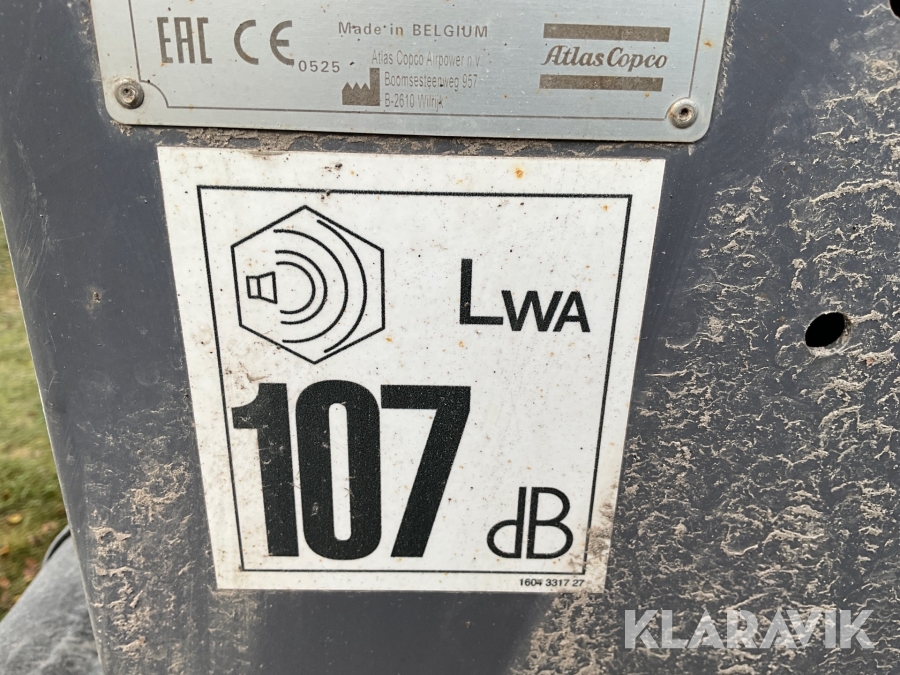 EAC CE 0525
Made in BELGIUM
Atlas Copco Airpower n.V.
Boomsesteenweg 957
B-2610 Wilrijk
Atlas Copco
LWA
107
dB
1604 3317 27
KLARAVIK